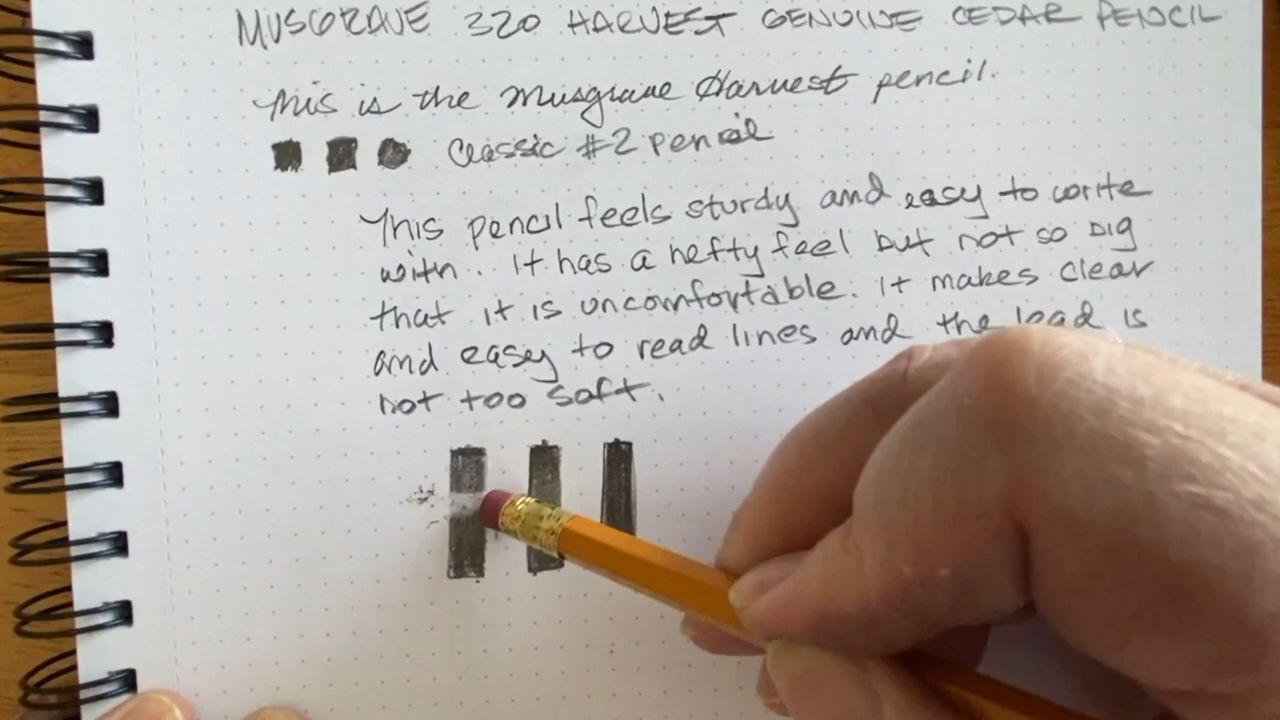 MUSGRAVE 320 HARVEST GENUINE CEDAR PENCIL
This is the Musgrave Harvest pencil.
Classic #2 pencil
This pencil feels sturdy and easy to write
with. It has a hefty feel but not so big
that it is uncomfortable. It makes clear
and easy to read lines and the lead is
not too soft.